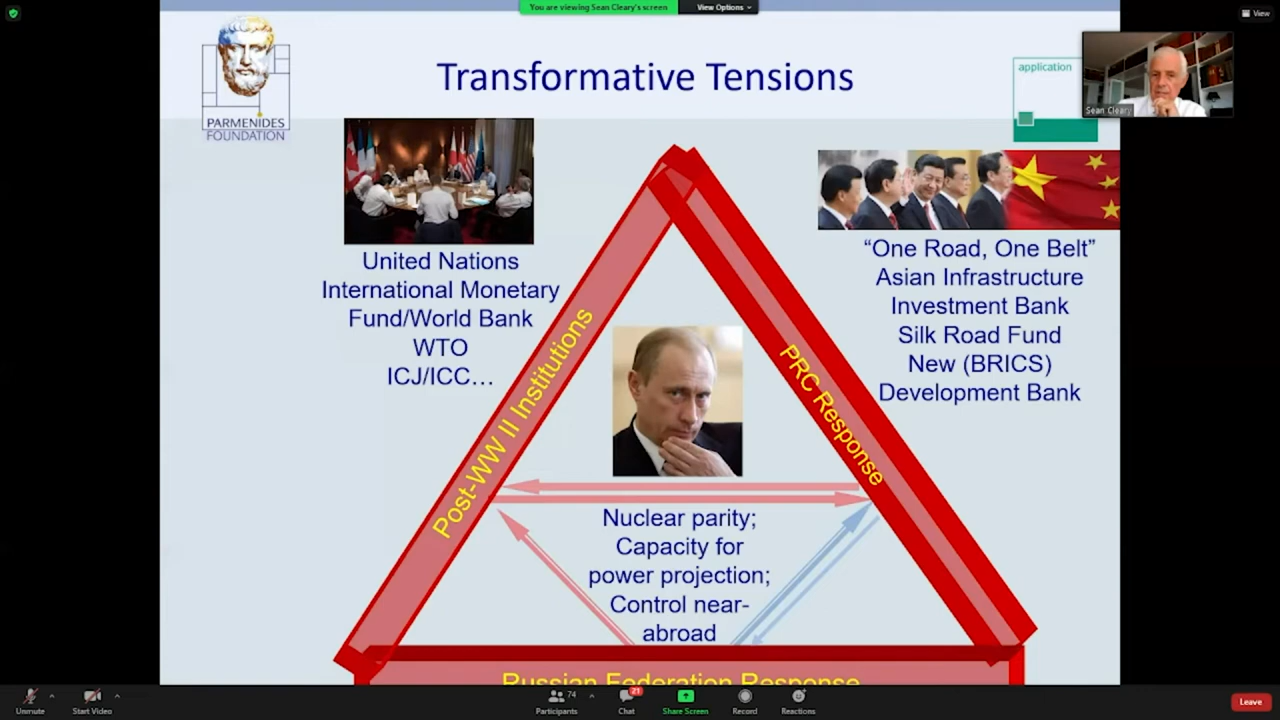 You are viewing Sean Cleary's screen
View Options
View
PARMENIDES
FOUNDATION
Transformative Tensions
application
Sean Cleary
United Nations
International Monetary
Fund/World Bank
WTO
ICJ/ICC…
“One Road, One Belt”
Asian Infrastructure
Investment Bank
Silk Road Fund
New (BRICS)
Development Bank
Post-WW II Institutions
PRC Response
Nuclear parity;
Capacity for
power projection;
Control near-
abroad
Russian Federation Response
Unmute
Start Video
74
Participants
21
Chat
Share Screen
Record
Reactions
Leave